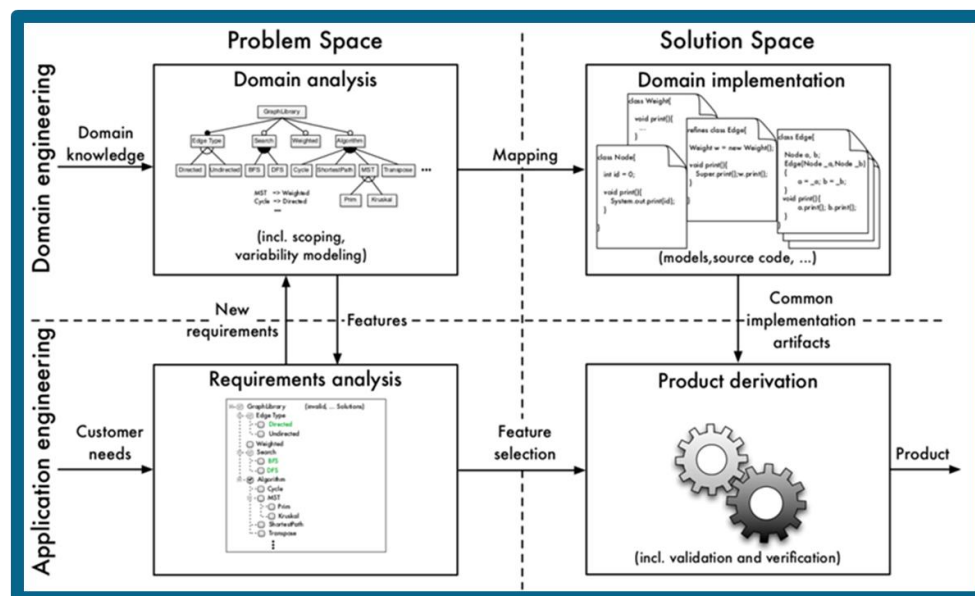 Problem Space
Solution Space
Domain engineering
Application engineering
Domain analysis
GraphLibrary
Edge Type
Search
Weighted
Algorithm
Directed
Undirected
BFS
DFS
Cycle
ShortestPath
MST
Transpose
...
MST => Weighted
Cycle => Directed
...
Prim
Kruskal
(incl. scoping,
variability modeling)
Domain
knowledge
Mapping
Domain implementation
class Weight{
void print(){
...
}
refines class Edge{
Weight w = new Weight();
void print(){
Super.print();w.print();
}
}
class Node{
int id = 0;
void print(){
System.out.print(id);
}
}
class Edge{
Node a, b;
Edge(Node _a,Node _b)
{
a = _a; b = _b;
}
void print(){
a.print(); b.print();
}
}
(models,source code, ...)
New
requirements
Features
Common
implementation
artifacts
Requirements analysis
GraphLibrary (invalid, ... Solutions)
Edge Type
Directed
Undirected
Weighted
Search
BFS
DFS
Algorithm
Cycle
MST
Prim
Kruskal
ShortestPath
Transpose
Customer
needs
Feature
selection
Product derivation
(incl. validation and verification)
Product